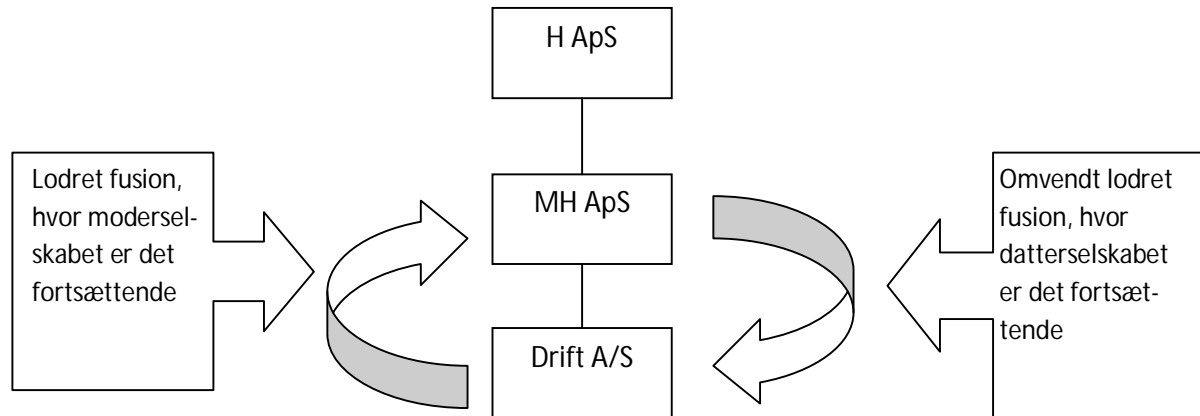 H ApS
Lodret fusion,
hvor modersel-
skabet er det
fortsættende
MH ApS
Omvendt lodret
fusion, hvor
datterselskabet
er det fortsæt-
tende
Drift A/S